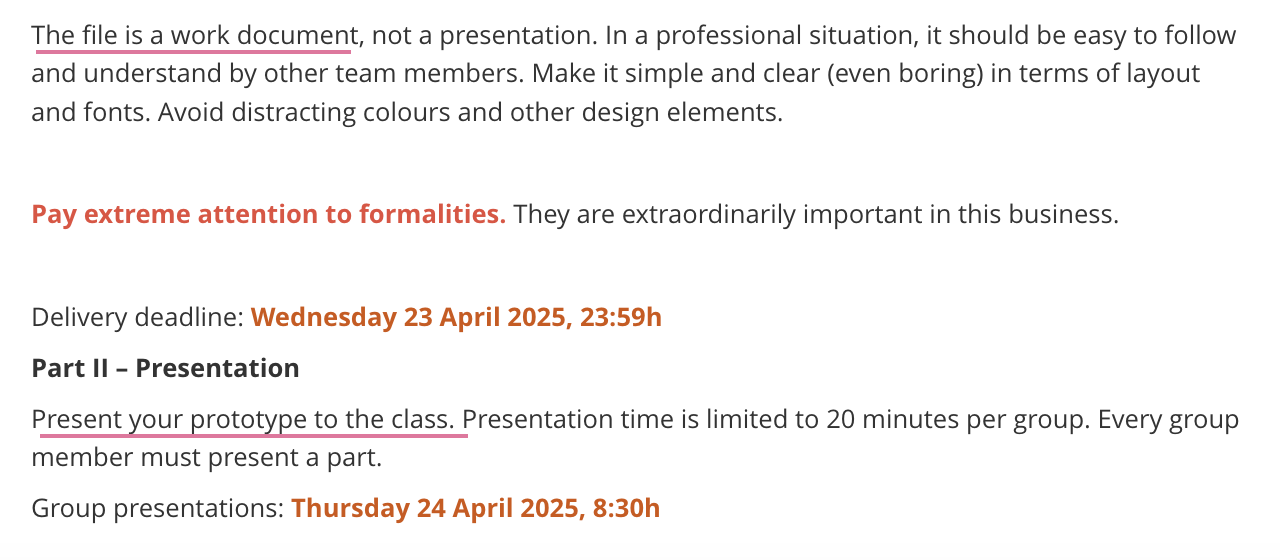 The file is a work document, not a presentation. In a professional situation, it should be easy to follow
and understand by other team members. Make it simple and clear (even boring) in terms of layout
and fonts. Avoid distracting colours and other design elements.
Pay extreme attention to formalities. They are extraordinarily important in this business.
Delivery deadline: Wednesday 23 April 2025, 23:59h
Part II – Presentation
Present your prototype to the class. Presentation time is limited to 20 minutes per group. Every group
member must present a part.
Group presentations: Thursday 24 April 2025, 8:30h